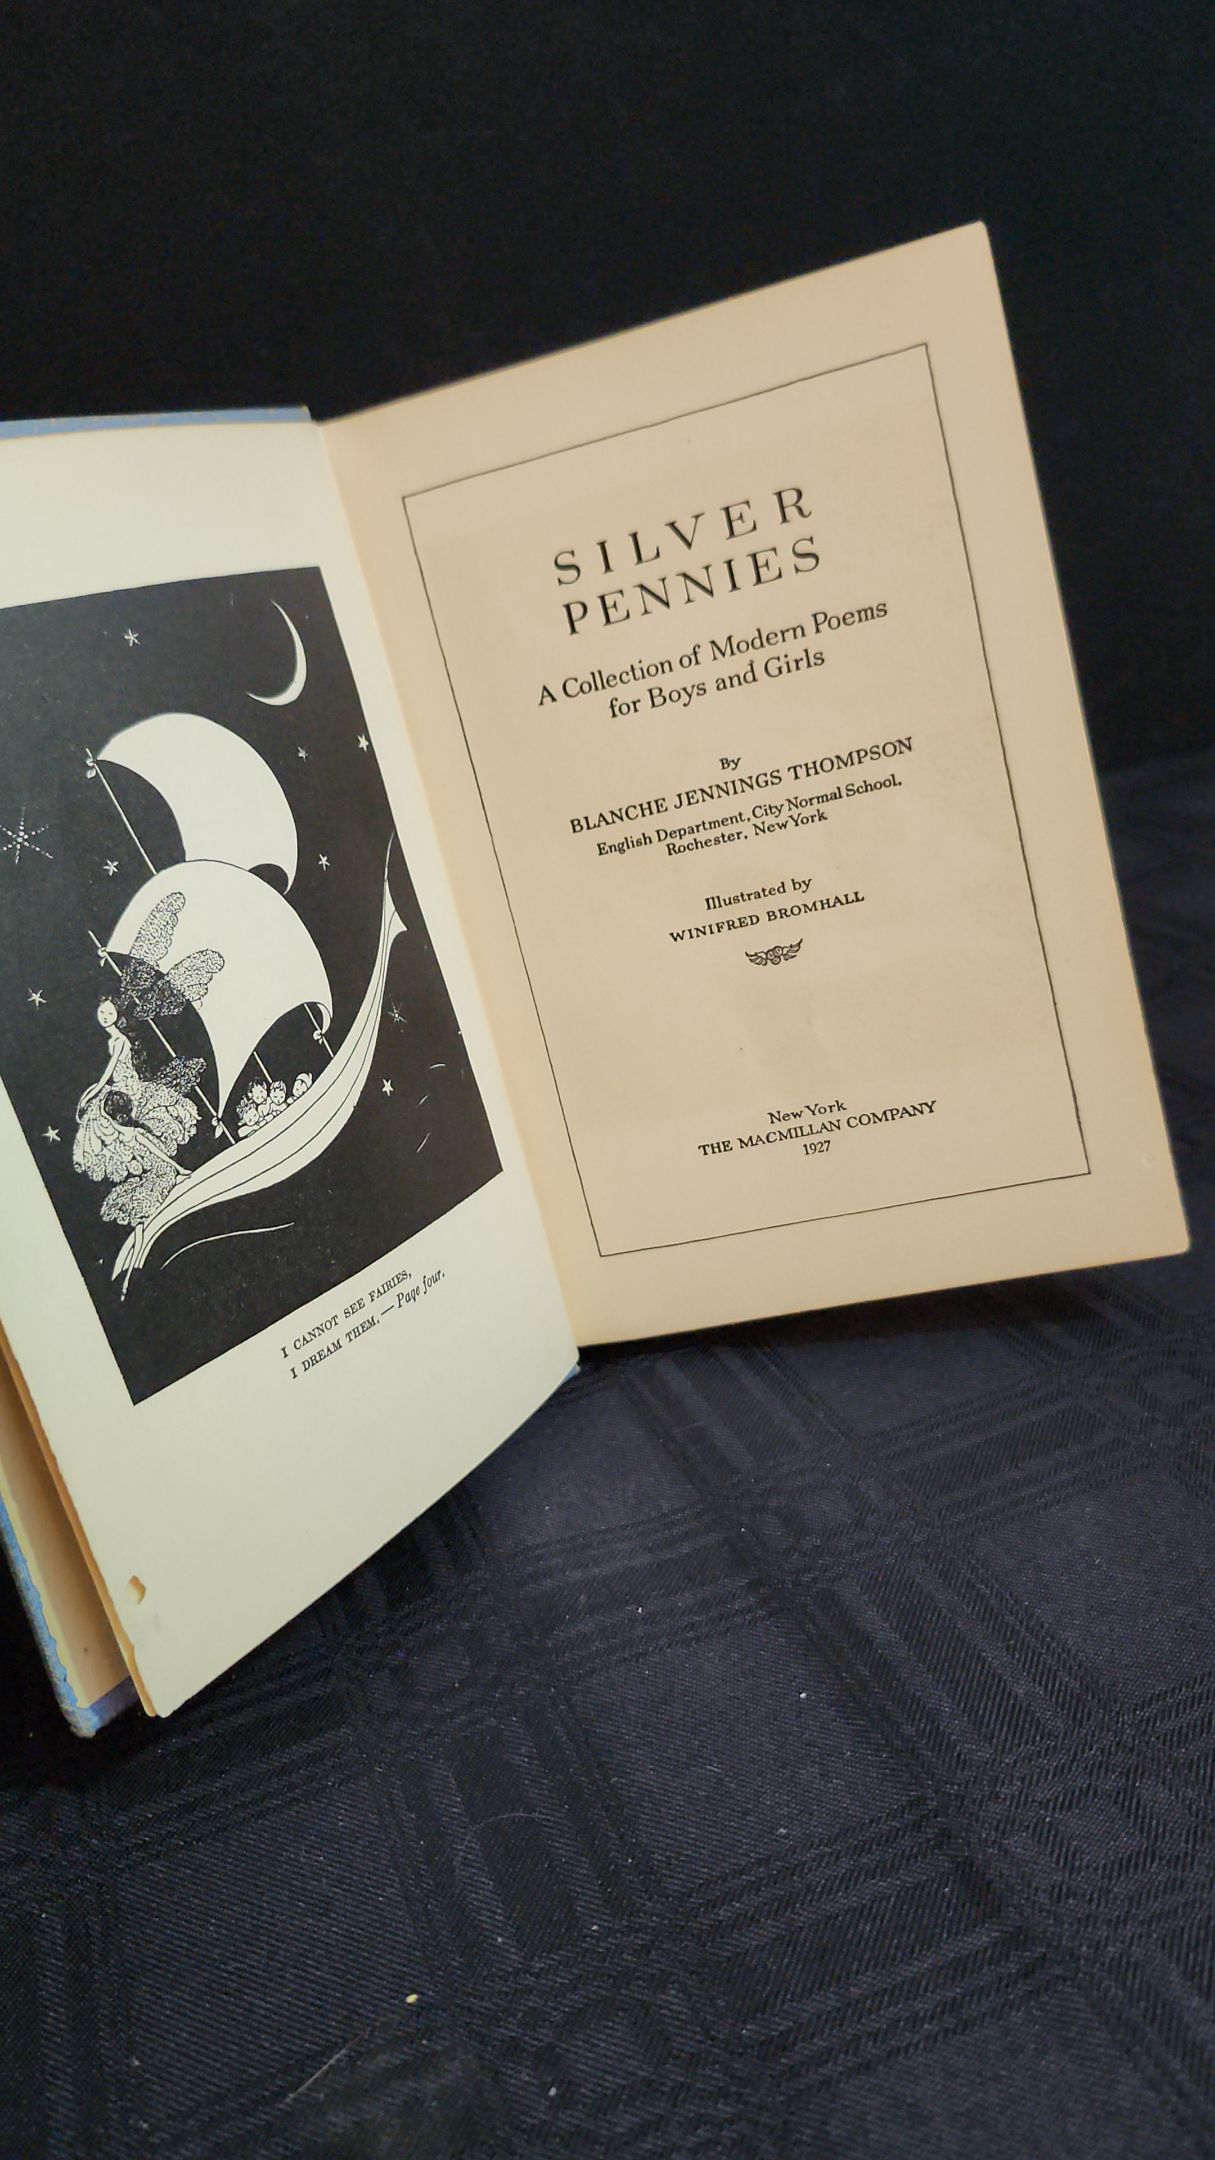 I CANNOT SEE FAIRIES,
I DREAM THEM. — Page four.
SILVER
PENNIES
A Collection of Modern Poems
for Boys and Girls
By
BLANCHE JENNINGS THOMPSON
English Department, City Normal School,
Rochester, New York
Illustrated by
WINIFRED BROMHALL
New York
THE MACMILLAN COMPANY
1927